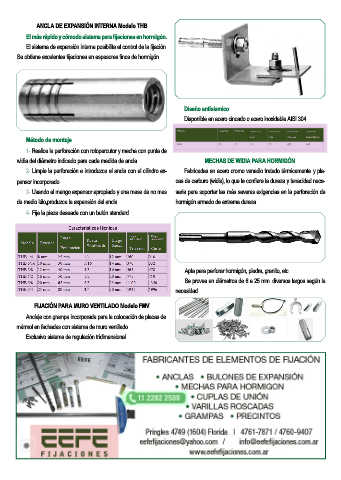 ANCLA DE EXPANSIÓN INTERNA Modelo THB
El más rápido y cómodo sistema para fijaciones en hormigón.
El sistema de expansión interna posibilita el control de la fijación
Se obtiene excelentes fijaciones en espesores finos de hormigón
Método de montaje
1- Realice la perforación con rotopercutor y mecha con punta de
widia del diámetro indicado para cada medida de ancla
2- Limpie la perforación e introduzca el ancla con el cilindro ex-
pansor incorporado
3- Usando el mango expansor apropiado y una masa de no mas
de medio kilo, produzca la expansión del ancla
4- Fije la pieza deseada con un bulón standard
Características técnicas
FIJACIÓN PARA MURO VENTILADO Modelo FMV
Anclaje con grampa incorporada para la colocación de placas de
mármol en fachadas con sistema de muro ventilado
Exclusivo sistema de regulación tridimensional
Diseño antisísmico
Disponible en acero cincado o acero inoxidable AISI 304
MECHAS DE WIDIA PARA HORMIGÓN
Fabricadas en acero cromo vanadio tratado térmicamente y pla-
cas de carburo (widia), lo que le confiere la dureza y tenacidad nece-
saria para soportar las más severas exigencias en la perforación de
hormigón armado de extrema dureza
Apta para perforar hormigón, piedra, granito, etc.
Se provee en diámetros de 6 a 25 mm diversos largos según la
necesidad
FABRICANTES DE ELEMENTOS DE FIJACIÓN
• ANCLAS • BULONES DE EXPANSIÓN
• MECHAS PARA HORMIGON
• CUPLAS DE UNIÓN
• VARILLAS ROSCADAS
• GRAMPAS • PRECINTOS
11 2282 2589
EEFE
FIJACIONES
Pringles 4749 (1604) Florida | 4761-7871 / 4760-9407
eefefijaciones@yahoo.com / info@eefefijaciones.com.ar
www.eefefijaciones.com.ar